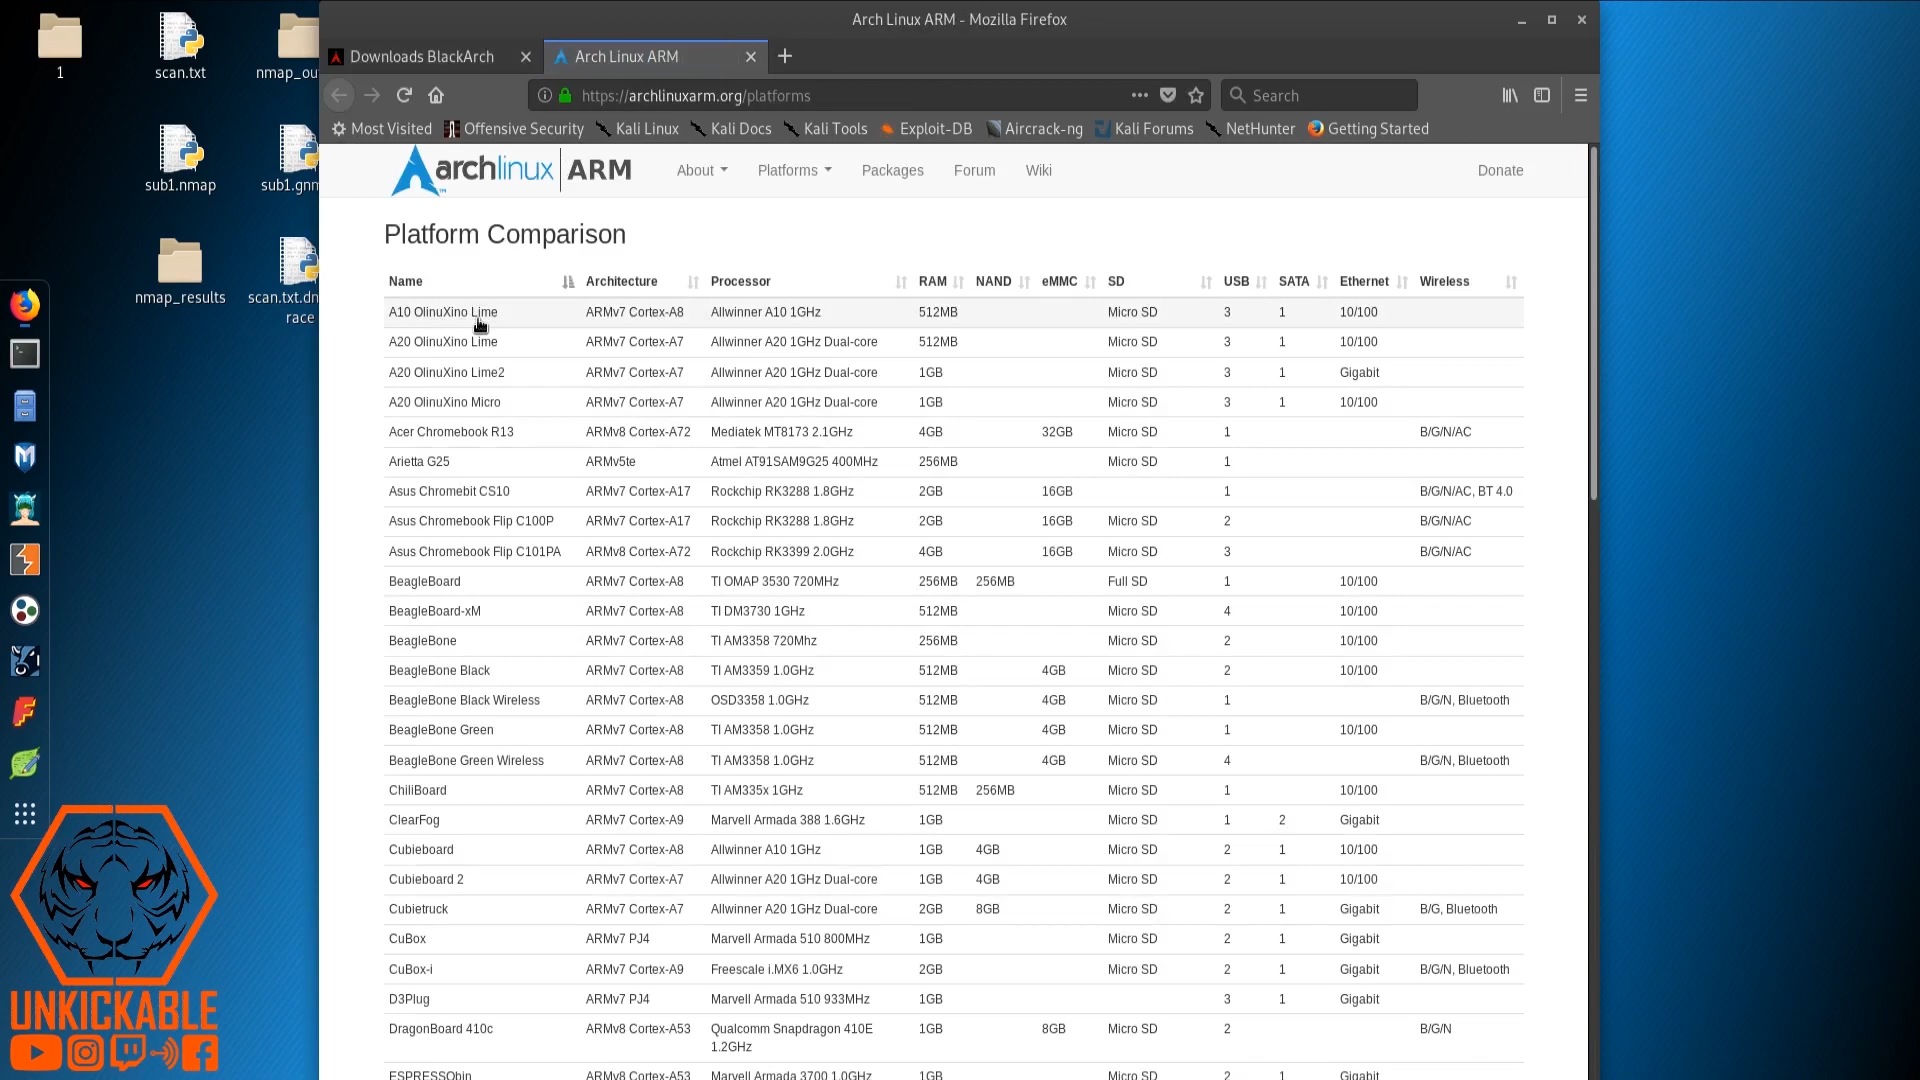 1
scan.txt
nmap_ou
sub1.nmap
sub1.gnm
nmap_results
scan.txt.dn
race
Arch Linux ARM - Mozilla Firefox
Downloads BlackArch
Arch Linux ARM
https://archlinuxarm.org/platforms
Search
Most Visited Offensive Security Kali Linux Kali Docs Kali Tools Exploit-DB Aircrack-ng Kali Forums NetHunter Getting Started
archlinux ARM About Platforms Packages Forum Wiki Donate
Platform Comparison
Name Architecture Processor RAM NAND eMMC SD USB SATA Ethernet Wireless
A10 OlinuXino Lime ARMv7 Cortex-A8 Allwinner A10 1GHz 512MB Micro SD 3 1 10/100
A20 OlinuXino Lime ARMv7 Cortex-A7 Allwinner A20 1GHz Dual-core 512MB Micro SD 3 1 10/100
A20 OlinuXino Lime2 ARMv7 Cortex-A7 Allwinner A20 1GHz Dual-core 1GB Micro SD 3 1 Gigabit
A20 OlinuXino Micro ARMv7 Cortex-A7 Allwinner A20 1GHz Dual-core 1GB Micro SD 3 1 10/100
Acer Chromebook R13 ARMv8 Cortex-A72 Mediatek MT8173 2.1GHz 4GB 32GB Micro SD 1 B/G/N/AC
Arietta G25 ARMv5te Atmel AT91SAM9G25 400MHz 256MB Micro SD 1
Asus Chromebit CS10 ARMv7 Cortex-A17 Rockchip RK3288 1.8GHz 2GB 16GB 1 B/G/N/AC, BT 4.0
Asus Chromebook Flip C100P ARMv7 Cortex-A17 Rockchip RK3288 1.8GHz 2GB 16GB Micro SD 2 B/G/N/AC
Asus Chromebook Flip C101PA ARMv8 Cortex-A72 Rockchip RK3399 2.0GHz 4GB 16GB Micro SD 3 B/G/N/AC
BeagleBoard ARMv7 Cortex-A8 TI OMAP 3530 720MHz 256MB 256MB Full SD 1 10/100
BeagleBoard-xM ARMv7 Cortex-A8 TI DM3730 1GHz 512MB Micro SD 4 10/100
BeagleBone ARMv7 Cortex-A8 TI AM3358 720Mhz 256MB Micro SD 2 10/100
BeagleBone Black ARMv7 Cortex-A8 TI AM3359 1.0GHz 512MB 4GB Micro SD 2 10/100
BeagleBone Black Wireless ARMv7 Cortex-A8 OSD3358 1.0GHz 512MB 4GB Micro SD 1 B/G/N, Bluetooth
BeagleBone Green ARMv7 Cortex-A8 TI AM3358 1.0GHz 512MB 4GB Micro SD 1 10/100
BeagleBone Green Wireless ARMv7 Cortex-A8 TI AM3358 1.0GHz 512MB 4GB Micro SD 4 B/G/N, Bluetooth
ChiliBoard ARMv7 Cortex-A8 TI AM335x 1GHz 512MB 256MB Micro SD 1 10/100
ClearFog ARMv7 Cortex-A9 Marvell Armada 388 1.6GHz 1GB Micro SD 1 2 Gigabit
Cubieboard ARMv7 Cortex-A8 Allwinner A10 1GHz 1GB 4GB Micro SD 2 1 10/100
Cubieboard 2 ARMv7 Cortex-A7 Allwinner A20 1GHz Dual-core 1GB 4GB Micro SD 2 1 10/100
Cubietruck ARMv7 Cortex-A7 Allwinner A20 1GHz Dual-core 2GB 8GB Micro SD 2 1 Gigabit B/G, Bluetooth
CuBox ARMv7 PJ4 Marvell Armada 510 800MHz 1GB Micro SD 2 1 Gigabit
CuBox-i ARMv7 Cortex-A9 Freescale i.MX6 1.0GHz 2GB Micro SD 2 1 Gigabit B/G/N, Bluetooth
D3Plug ARMv7 PJ4 Marvell Armada 510 933MHz 1GB 3 1 Gigabit
DragonBoard 410c ARMv8 Cortex-A53 Qualcomm Snapdragon 410E 1GB 8GB Micro SD 2 B/G/N
1.2GHz
ESPRESSObin ARMv8 Cortex-A53 Marvell Armada 3700 1.0GHz 1GB Micro SD 2 1 Gigabit
UNKICKABLE